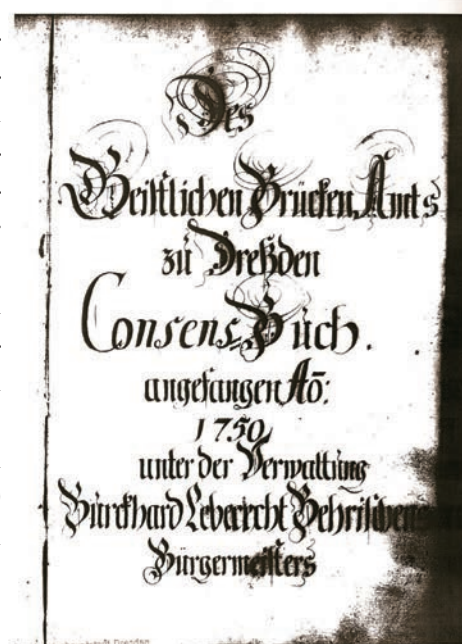 Des
Geistlichen Brücken Amts
zu Dreßden
Consens Buch.
angefangen Aō:
1750
unter der Verwaltung
Burckhard Leberecht Behrischens
Bürgermeisters